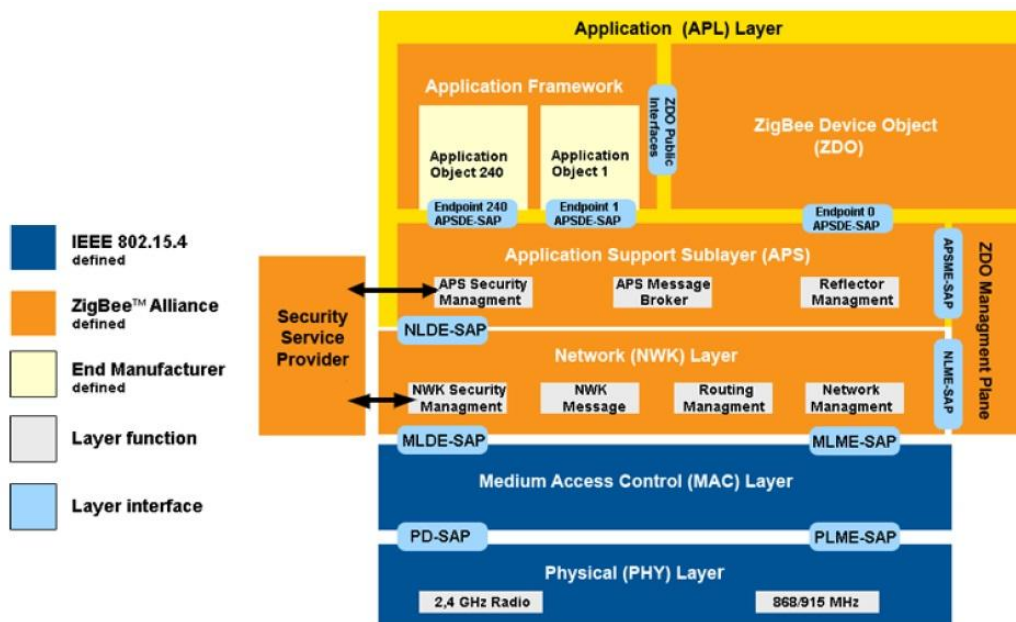 Application (APL) Layer
Application Framework
ZDO Public
Interfaces
ZigBee Device Object
(ZDO)
Application
Object 240
Application
Object 1
Endpoint 240
APSDE-SAP
Endpoint 1
APSDE-SAP
Endpoint 0
APSDE-SAP
Application Support Sublayer (APS)
APS Security
Managment
APS Message
Broker
Reflector
Managment
APSME-SAP
ZDO Managment Plane
NLDE-SAP
Network (NWK) Layer
NWK Security
Managment
NWK
Message
Routing
Managment
Network
Managment
NLME-SAP
MLDE-SAP
MLME-SAP
Medium Access Control (MAC) Layer
PD-SAP
PLME-SAP
Physical (PHY) Layer
2,4 GHz Radio
868/915 MHz
Security
Service
Provider
IEEE 802.15.4
defined
ZigBee™ Alliance
defined
End Manufacturer
defined
Layer function
Layer interface